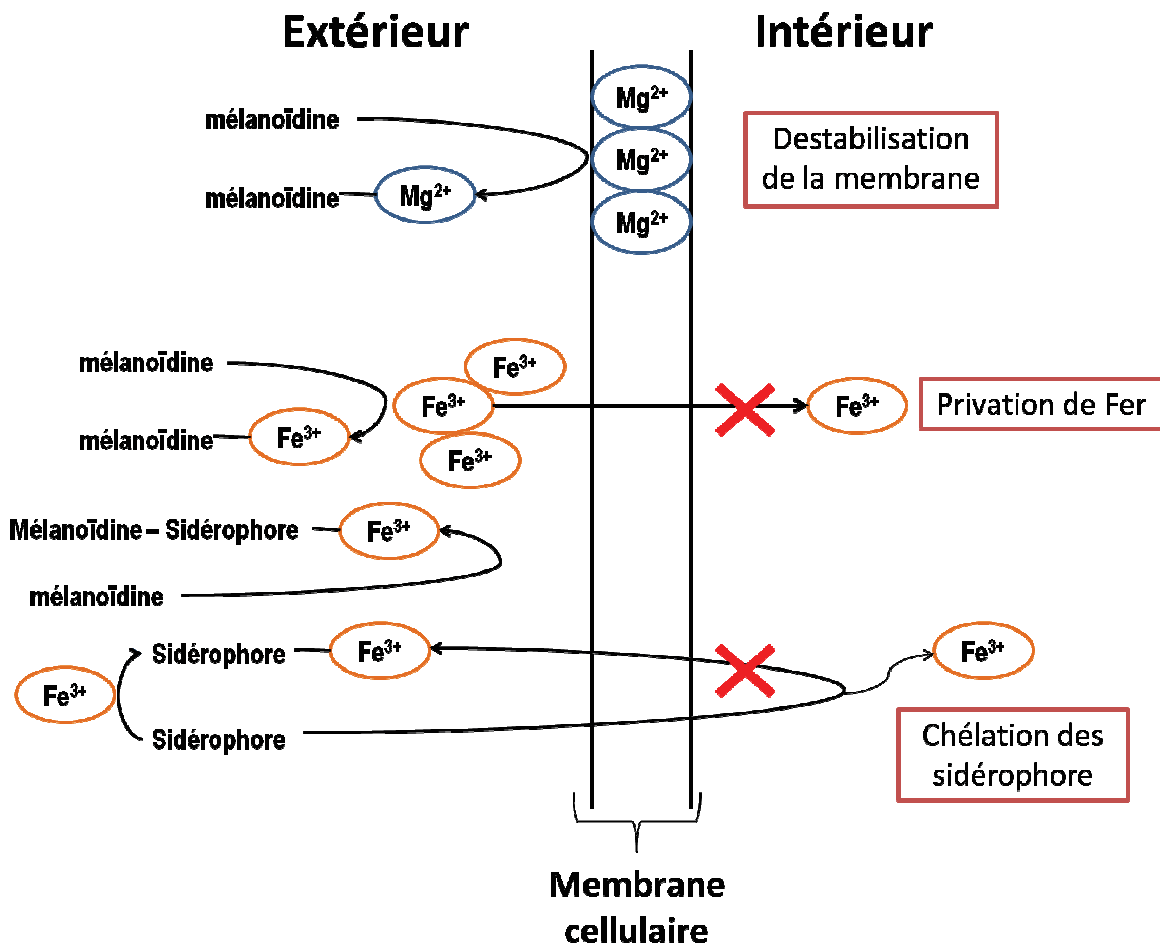 Extérieur
Intérieur
Mg²⁺
mélanoïdine
Destabilisation
de la membrane
Mg²⁺
mélanoïdine
Mg²⁺
Mg²⁺
mélanoïdine
Fe³⁺
Fe³⁺
Fe³⁺
Privation de Fer
mélanoïdine
Fe³⁺
Fe³⁺
Mélanoïdine – Sidérophore
Fe³⁺
mélanoïdine
Sidérophore
Fe³⁺
Fe³⁺
Fe³⁺
Sidérophore
Chélation des
sidérophore
Membrane
cellulaire